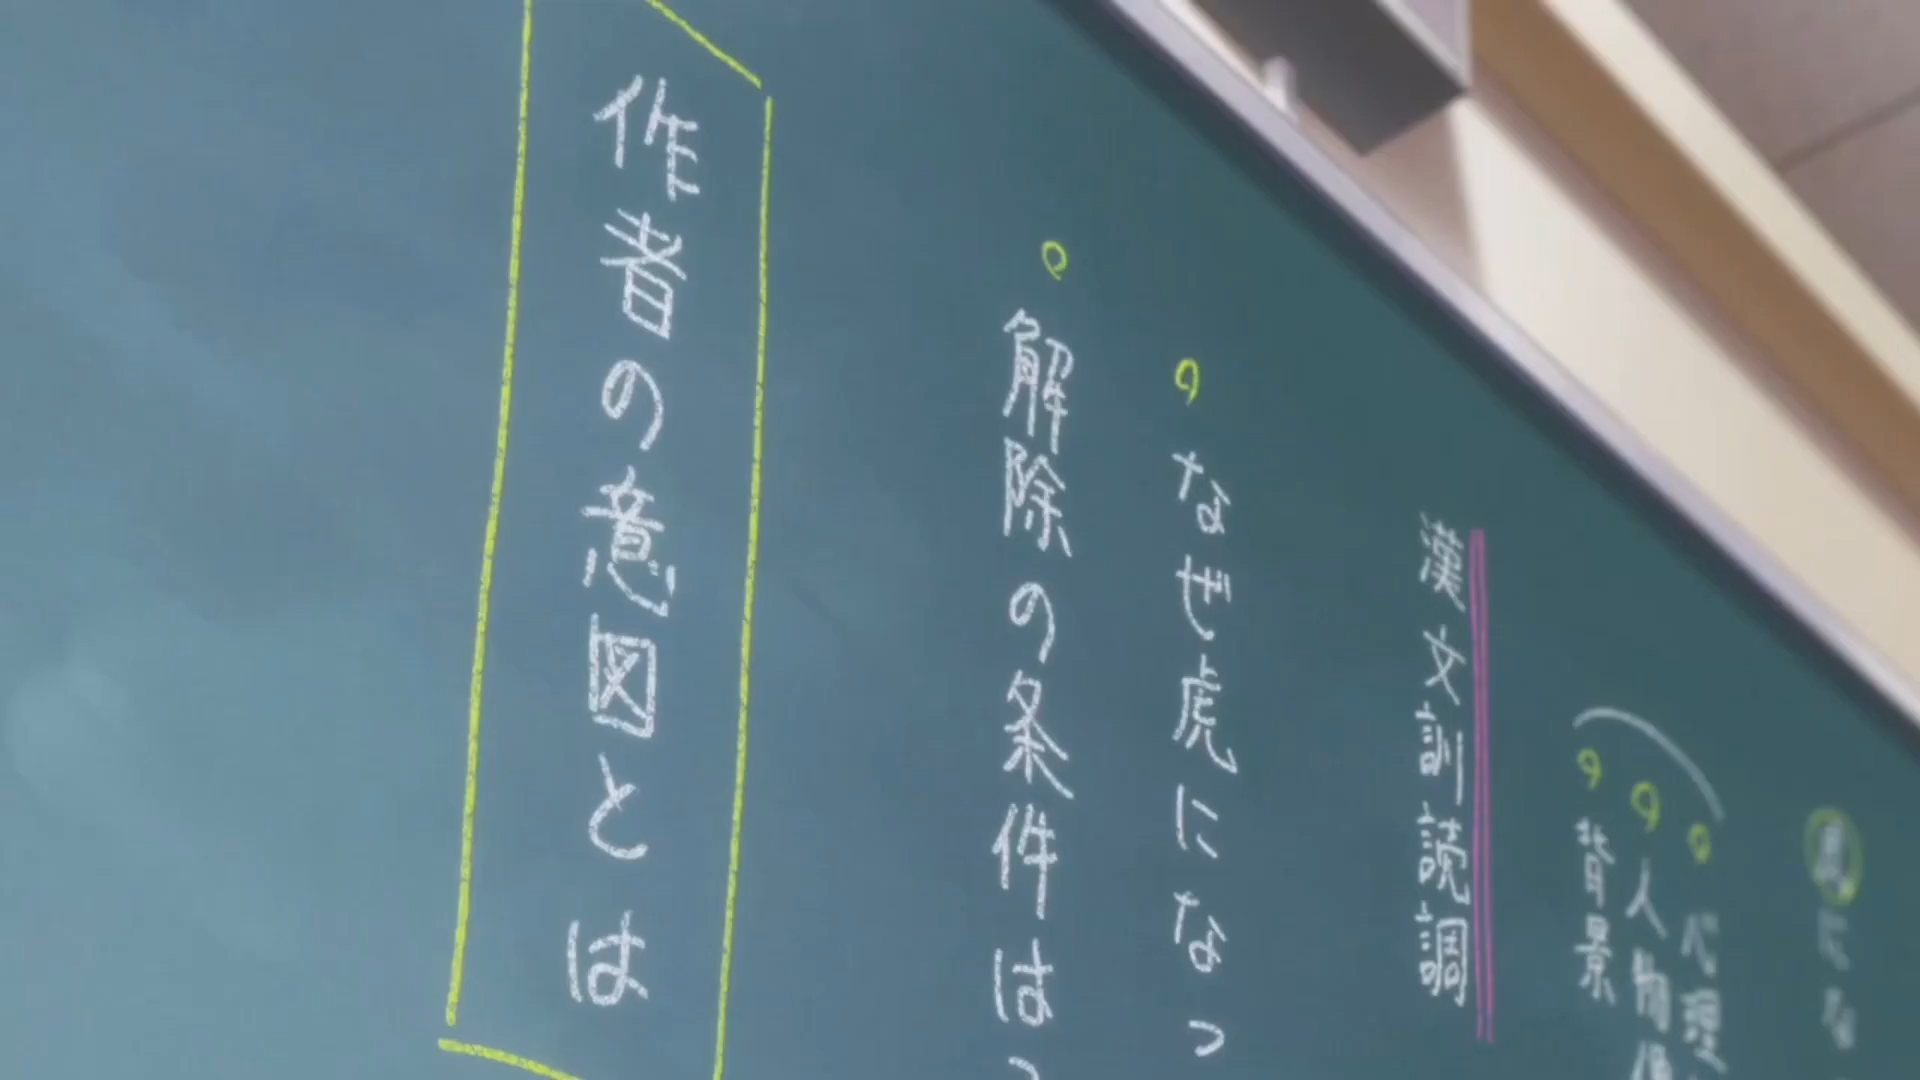 心理
人物像
背景
漢文訓読調
なぜ虎になっ
解除の条件は？
作者の意図とは